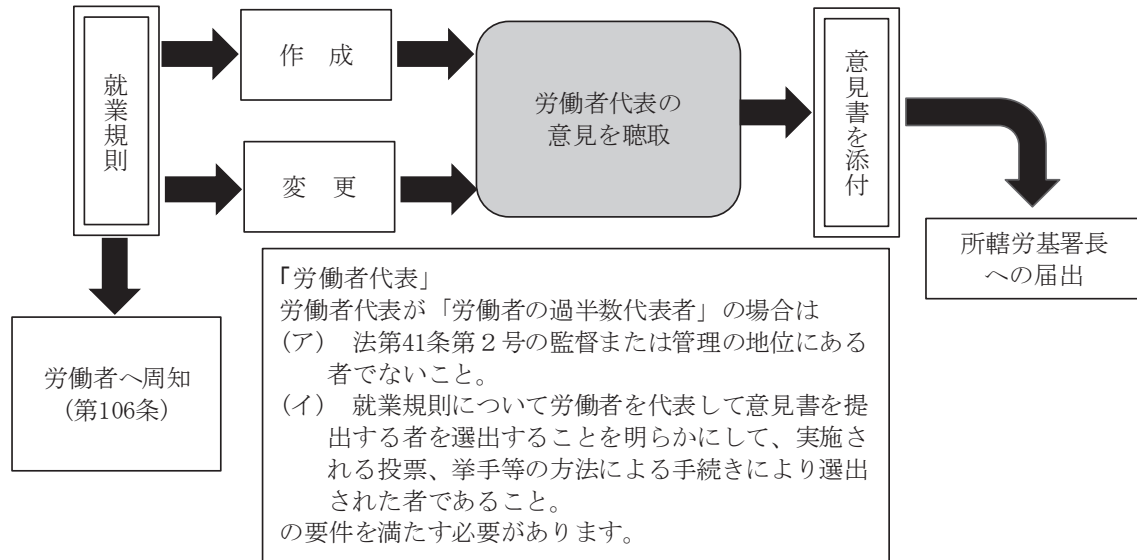 就業規則
作　成
変　更
労働者代表の
意見を聴取
意見書を添付
所轄労基署長
への届出
労働者へ周知
(第106条)
「労働者代表」
労働者代表が「労働者の過半数代表者」の場合は
(ア)　法第41条第２号の監督または管理の地位にある
者でないこと。
(イ)　就業規則について労働者を代表して意見書を提
出する者を選出することを明らかにして、実施さ
れる投票、挙手等の方法による手続きにより選出
された者であること。
の要件を満たす必要があります。